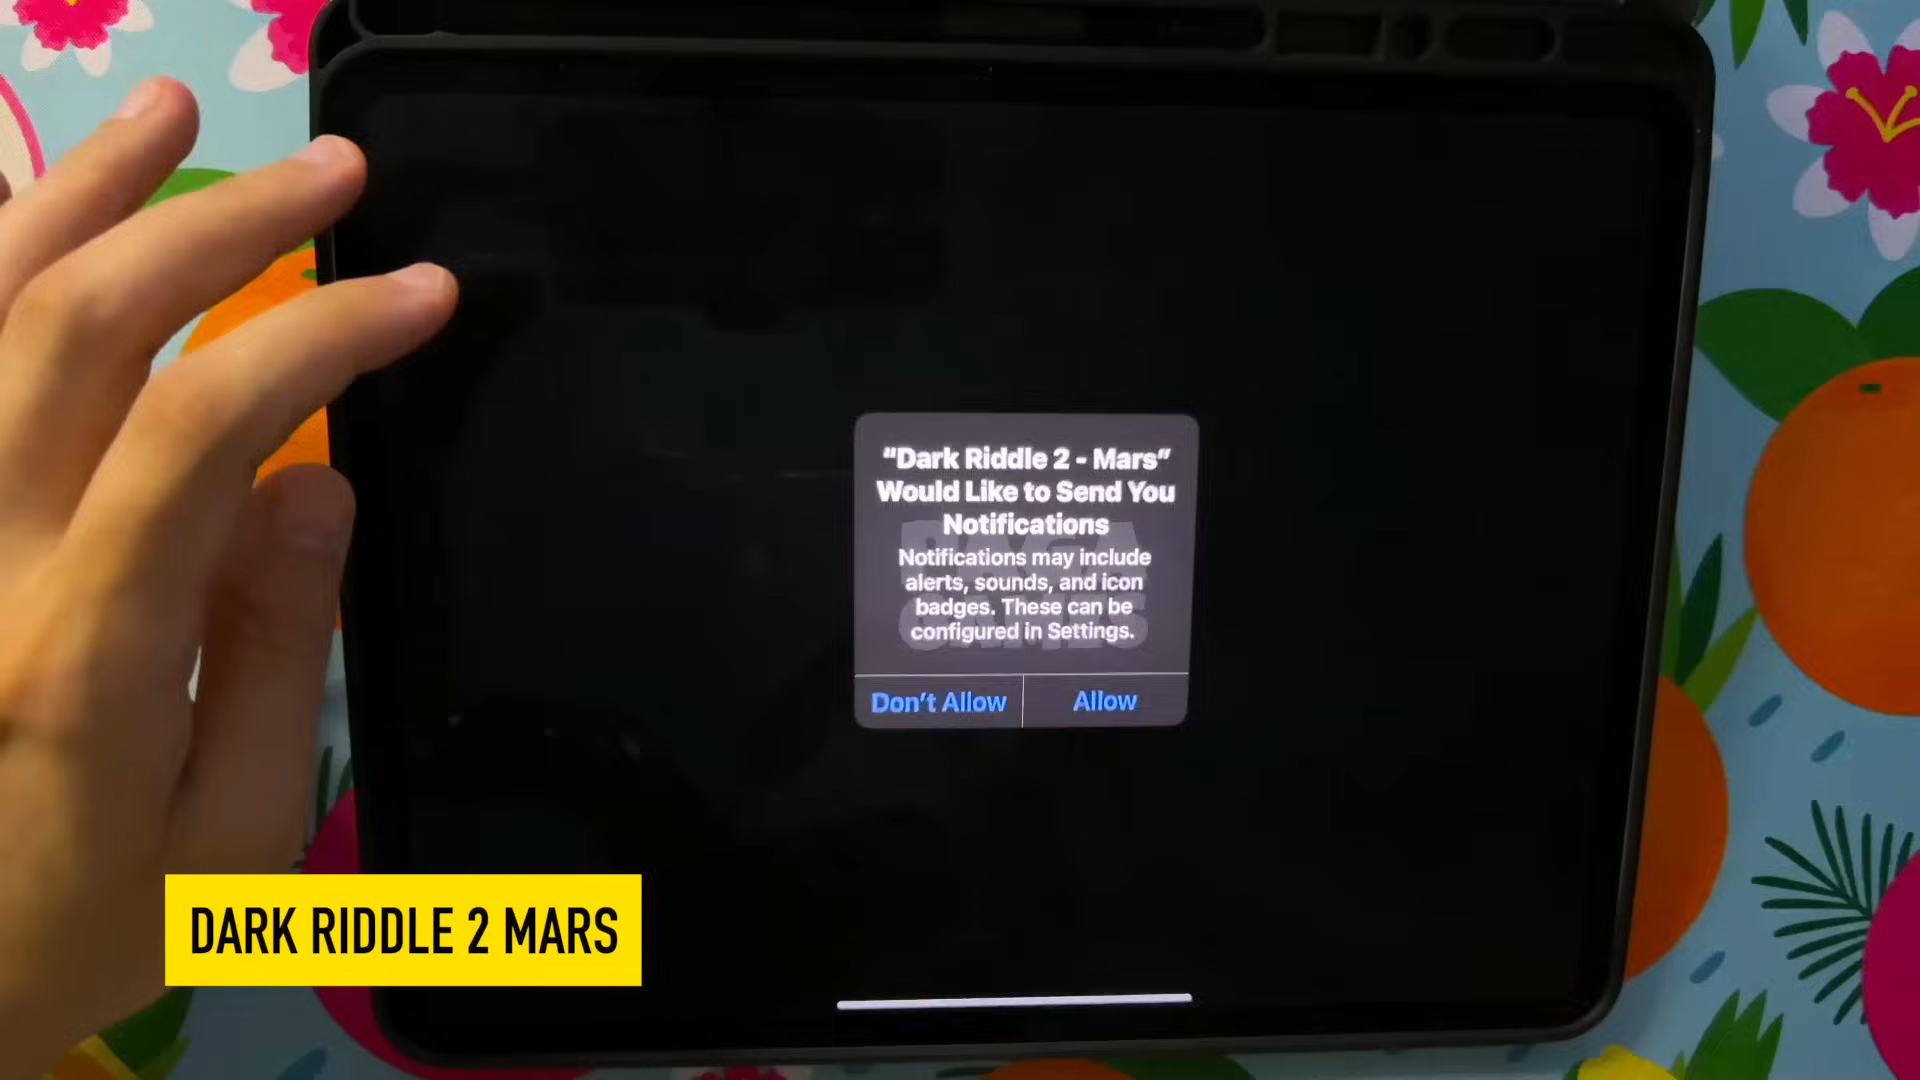 “Dark Riddle 2 - Mars”
Would Like to Send You
Notifications
Notifications may include
alerts, sounds, and icon
badges. These can be
configured in Settings.
Don’t Allow
Allow
GAMES
DARK RIDDLE 2 MARS